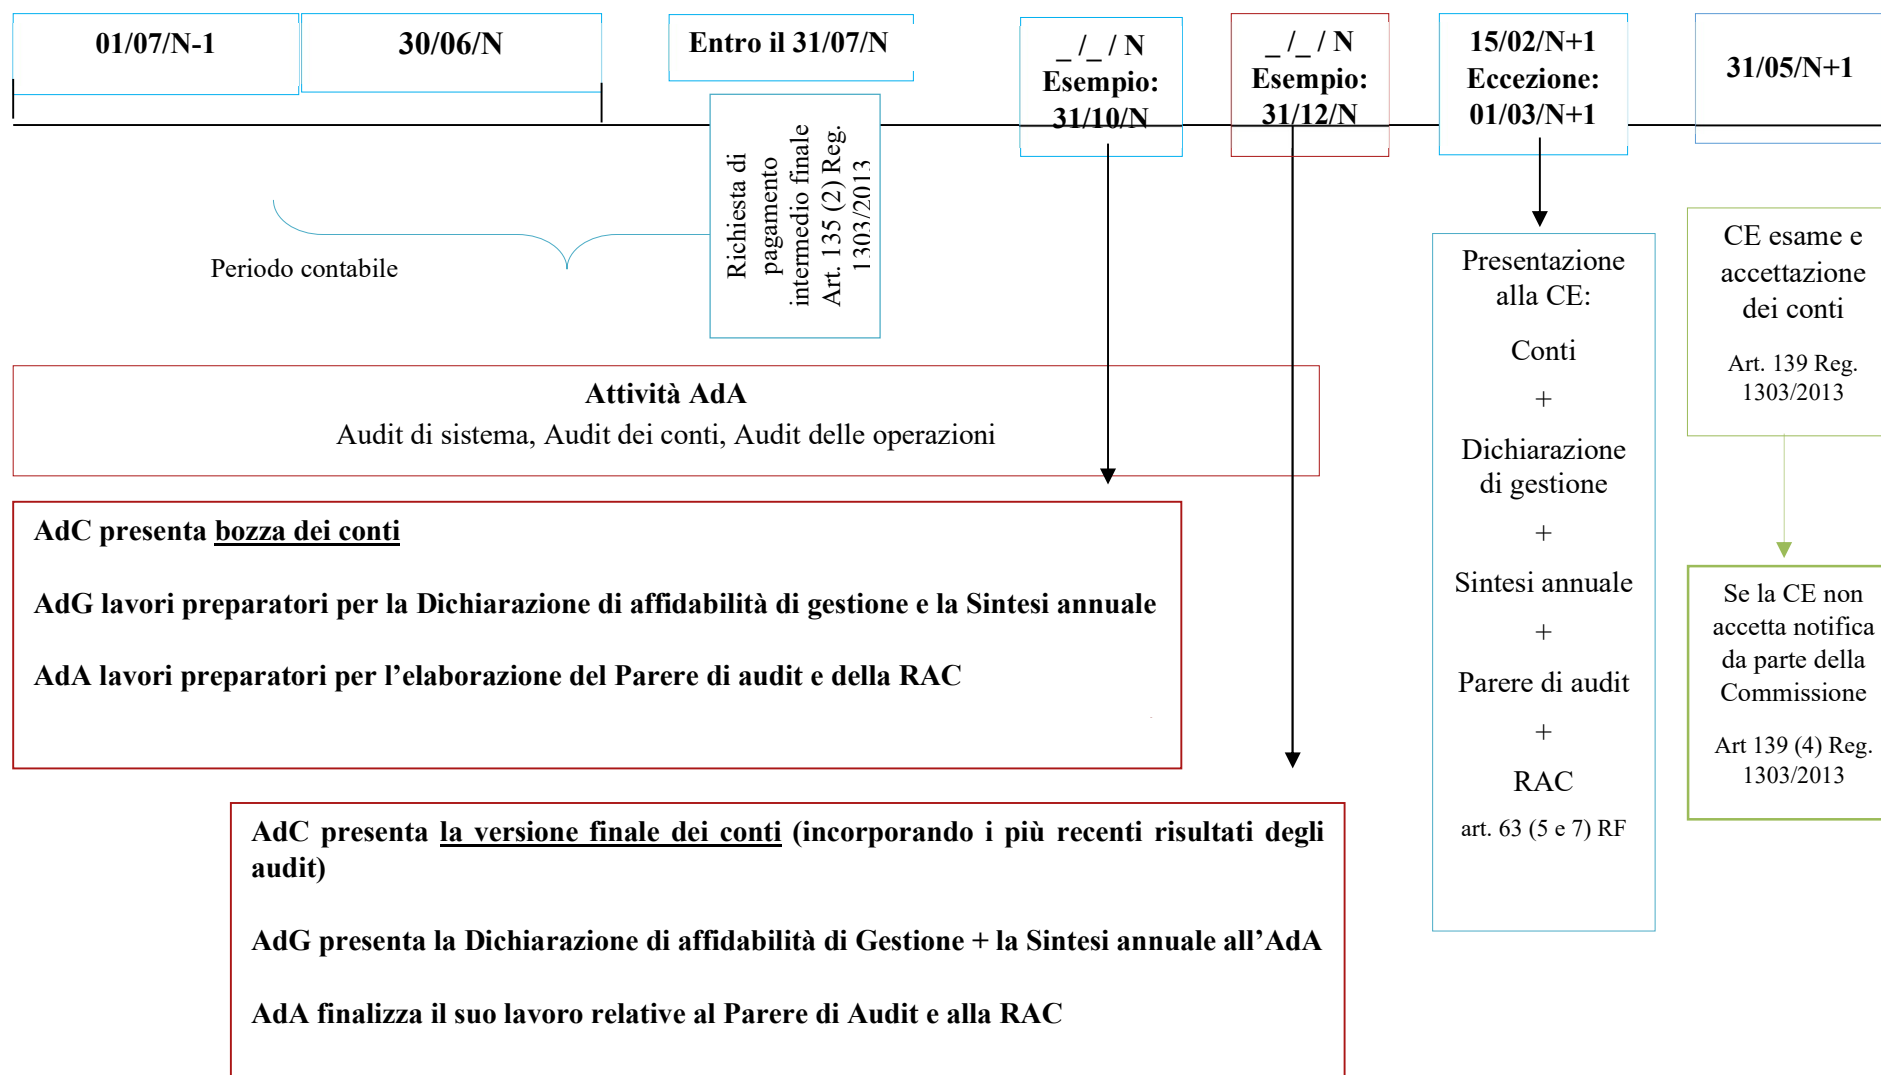 01/07/N-1
30/06/N
Entro il 31/07/N
_ /_ / N
Esempio:
31/10/N
_ /_ / N
Esempio:
31/12/N
15/02/N+1
Eccezione:
01/03/N+1
31/05/N+1
Periodo contabile
Richiesta di
pagamento
intermedio finale
Art. 135 (2) Reg.
1303/2013
Attività AdA
Audit di sistema, Audit dei conti, Audit delle operazioni
AdC presenta bozza dei conti
AdG lavori preparatori per la Dichiarazione di affidabilità di gestione e la Sintesi annuale
AdA lavori preparatori per l’elaborazione del Parere di audit e della RAC
AdC presenta la versione finale dei conti (incorporando i più recenti risultati degli
audit)
AdG presenta la Dichiarazione di affidabilità di Gestione + la Sintesi annuale all’AdA
AdA finalizza il suo lavoro relative al Parere di Audit e alla RAC
Presentazione
alla CE:
Conti
+
Dichiarazione
di gestione
+
Sintesi annuale
+
Parere di audit
+
RAC
art. 63 (5 e 7) RF
CE esame e
accettazione
dei conti
Art. 139 Reg.
1303/2013
Se la CE non
accetta notifica
da parte della
Commissione
Art 139 (4) Reg.
1303/2013